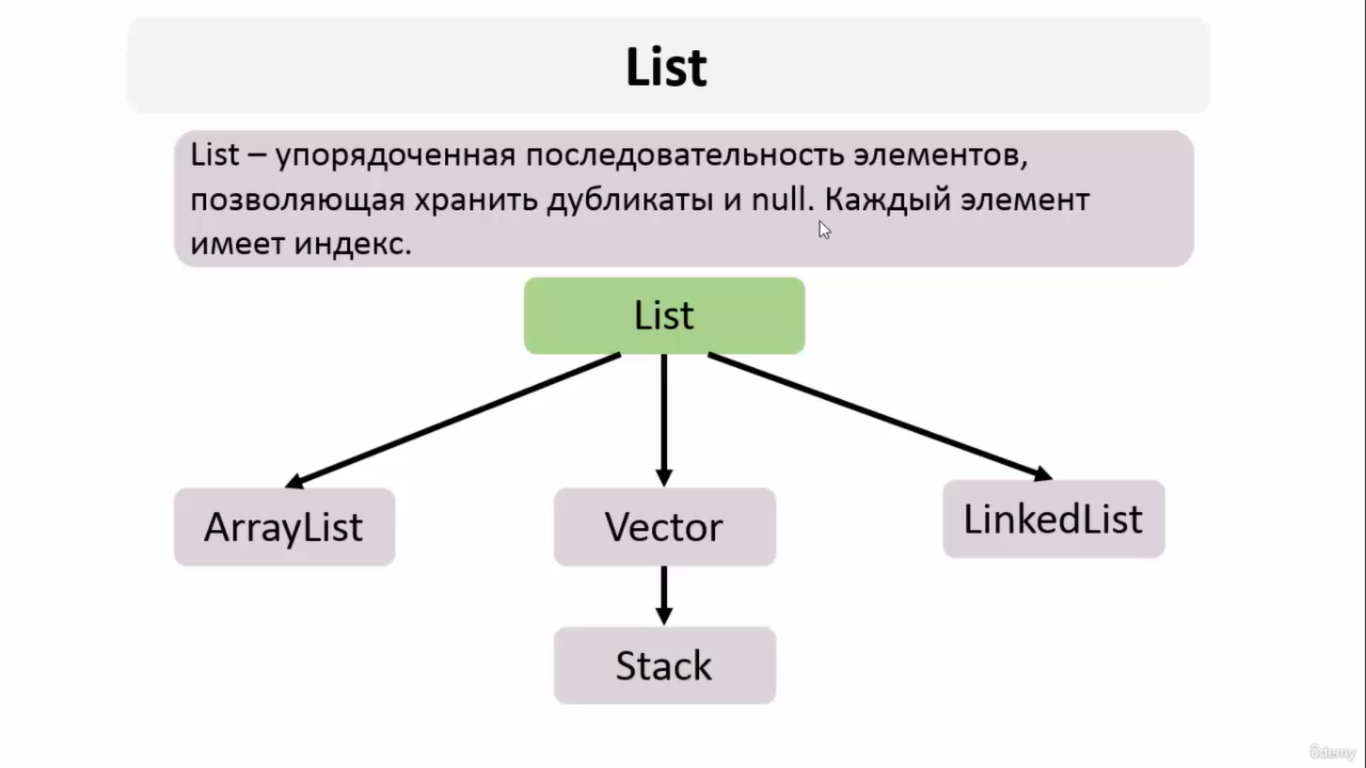 List
List – упорядоченная последовательность элементов,
позволяющая хранить дубликаты и null. Каждый элемент
имеет индекс.
List
ArrayList
Vector
LinkedList
Stack
ûdemy